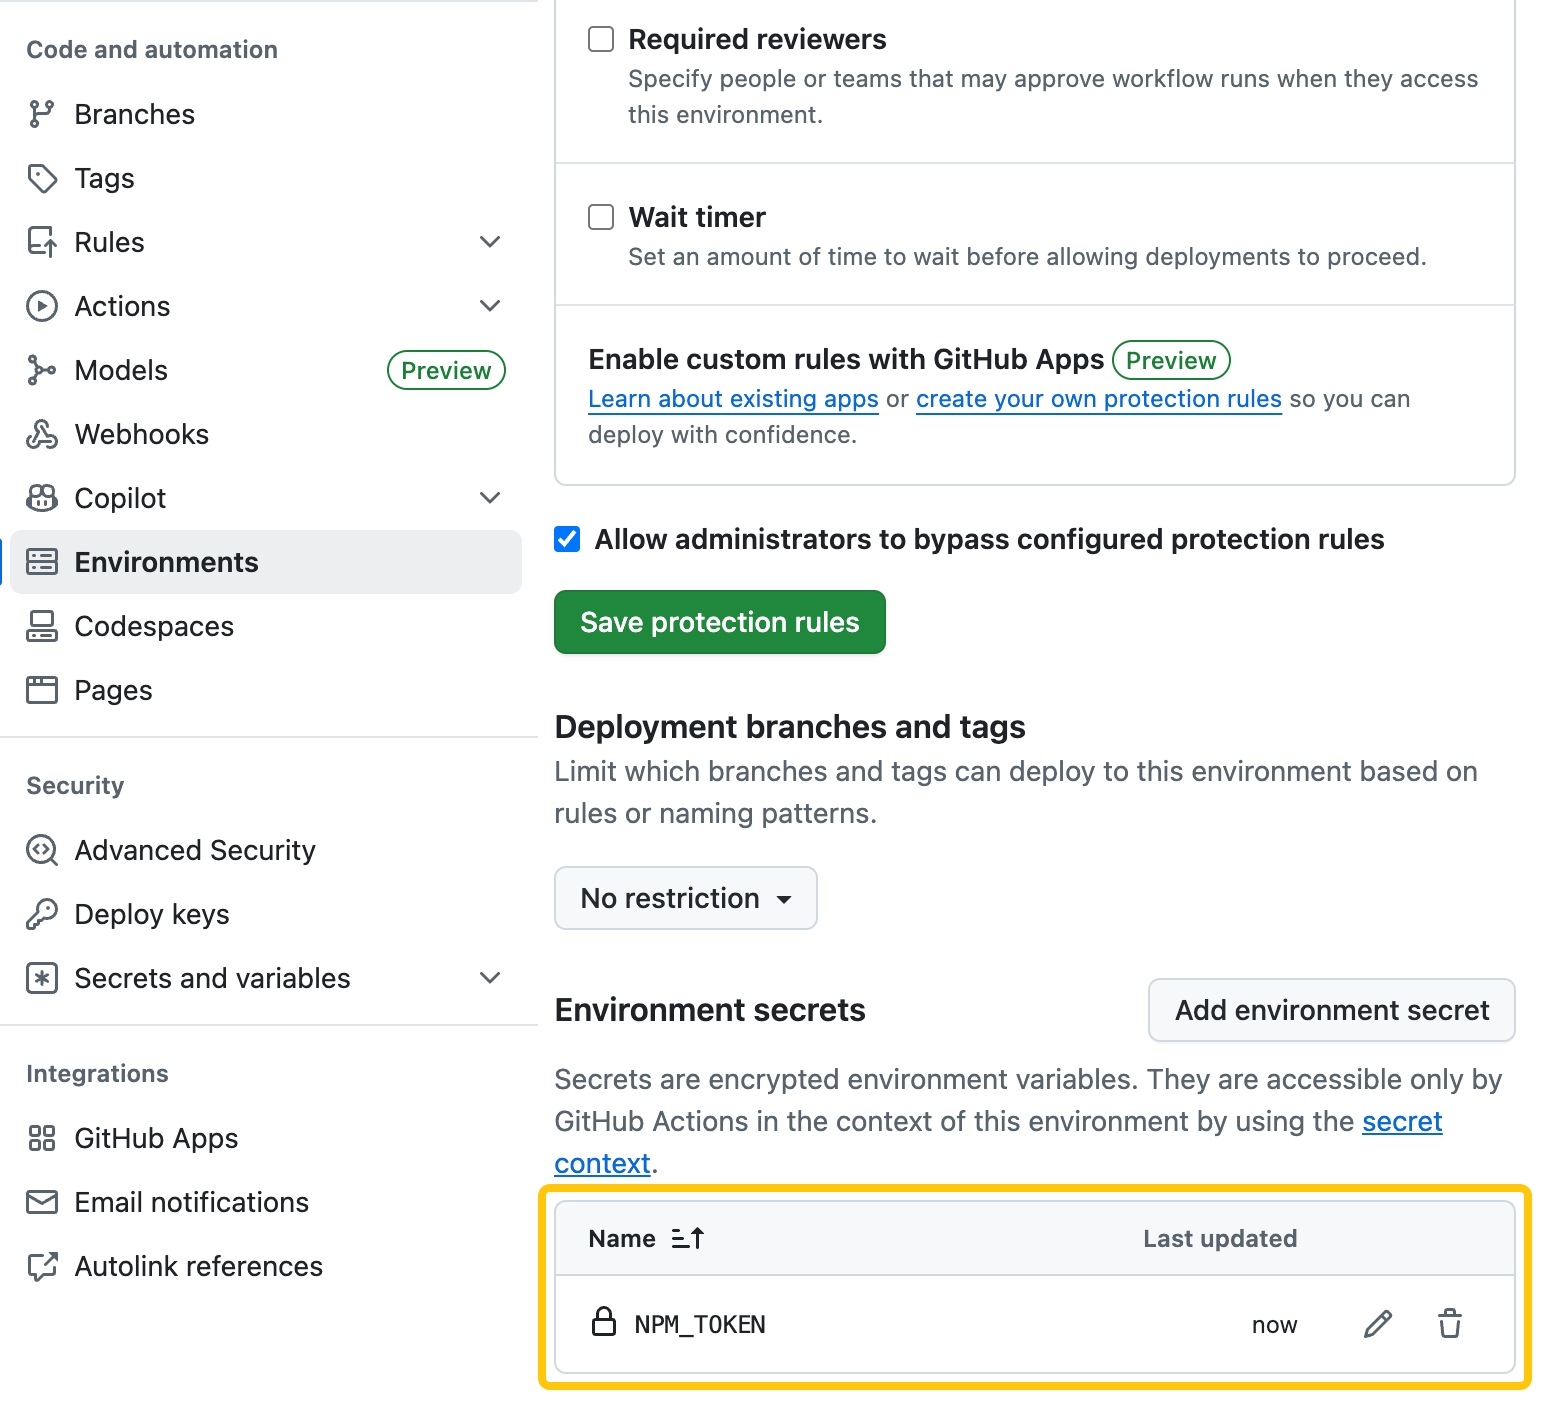 Code and automation
Branches
Tags
Rules
Actions
Models Preview
Webhooks
Copilot
Environments
Codespaces
Pages
Security
Advanced Security
Deploy keys
Secrets and variables
Integrations
GitHub Apps
Email notifications
Autolink references
Required reviewers
Specify people or teams that may approve workflow runs when they access
this environment.
Wait timer
Set an amount of time to wait before allowing deployments to proceed.
Enable custom rules with GitHub Apps Preview
Learn about existing apps or create your own protection rules so you can
deploy with confidence.
Allow administrators to bypass configured protection rules
Save protection rules
Deployment branches and tags
Limit which branches and tags can deploy to this environment based on
rules or naming patterns.
No restriction
Environment secrets Add environment secret
Secrets are encrypted environment variables. They are accessible only by
GitHub Actions in the context of this environment by using the secret
context.
Name Last updated
NPM_TOKEN now